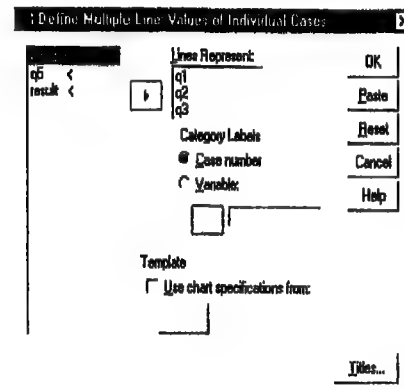 Define Multiple Line: Values of Individual Cases
q5 <
result <
Lines Represent:
q1
q2
q3
Category Labels
Case number
Variable:
Template
Use chart specifications from:
OK
Paste
Reset
Cancel
Help
Titles...